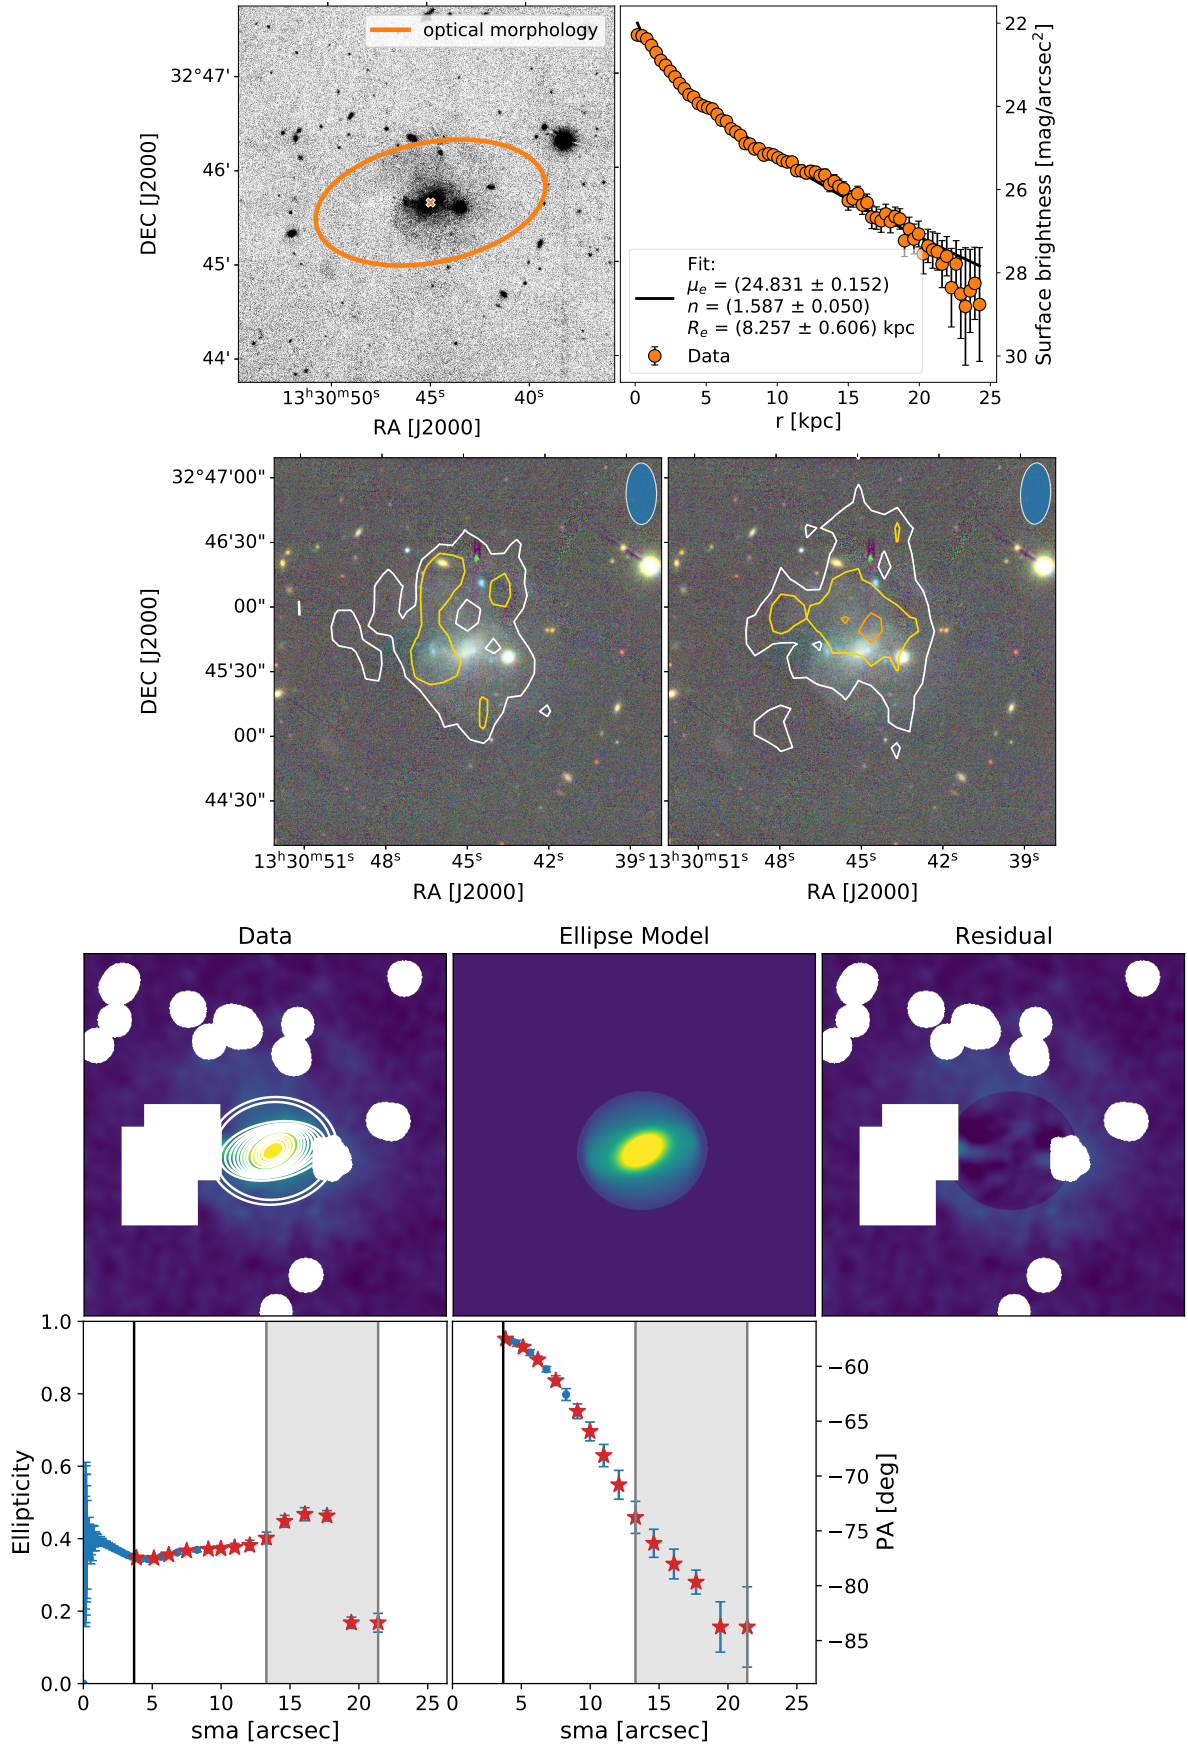 optical morphology
32°47'
46'
45'
44'
DEC [J2000]
13ʰ30ᵐ50ˢ
45ˢ
40ˢ
RA [J2000]
22
24
26
28
30
Surface brightness [mag/arcsec²]
Fit:
μₑ = (24.831 ± 0.152)
n = (1.587 ± 0.050)
Rₑ = (8.257 ± 0.606) kpc
Data
0 5 10 15 20 25
r [kpc]
32°47'00"
46'30"
00"
45'30"
00"
44'30"
DEC [J2000]
13ʰ30ᵐ51ˢ 48ˢ 45ˢ 42ˢ 39ˢ
RA [J2000]
13ʰ30ᵐ51ˢ 48ˢ 45ˢ 42ˢ 39ˢ
RA [J2000]
Data
Ellipse Model
Residual
1.0
0.8
0.6
0.4
0.2
0.0
Ellipticity
0 5 10 15 20 25
sma [arcsec]
0 5 10 15 20 25
sma [arcsec]
−60
−65
−70
−75
−80
−85
PA [deg]